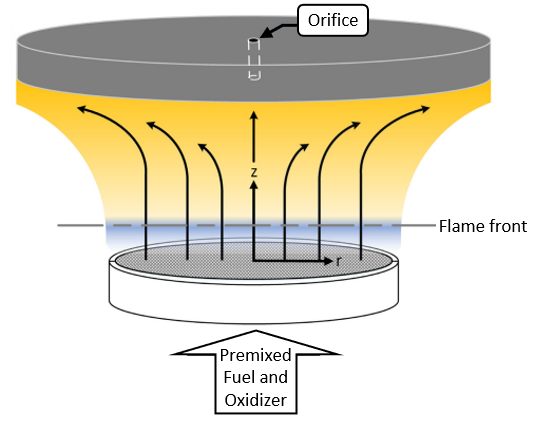 Orifice
z
Flame front
r
Premixed
Fuel and
Oxidizer